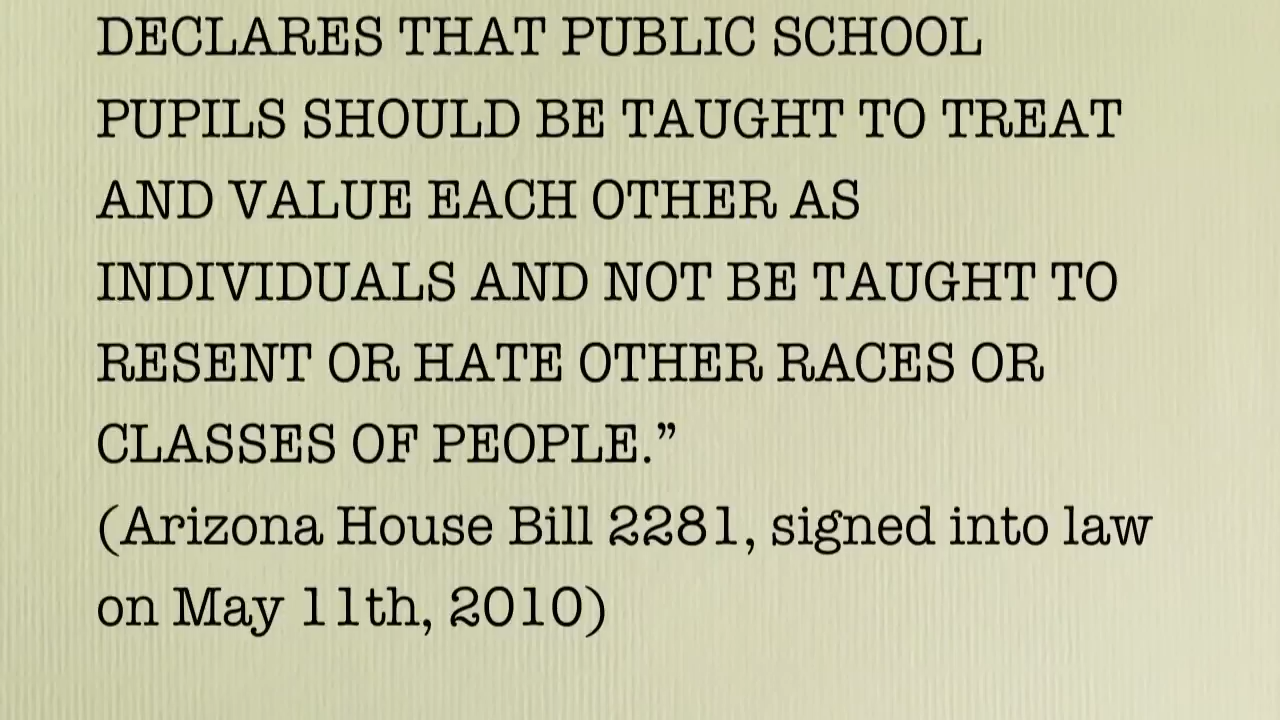 DECLARES THAT PUBLIC SCHOOL
PUPILS SHOULD BE TAUGHT TO TREAT
AND VALUE EACH OTHER AS
INDIVIDUALS AND NOT BE TAUGHT TO
RESENT OR HATE OTHER RACES OR
CLASSES OF PEOPLE.”
(Arizona House Bill 2281, signed into law
on May 11th, 2010)